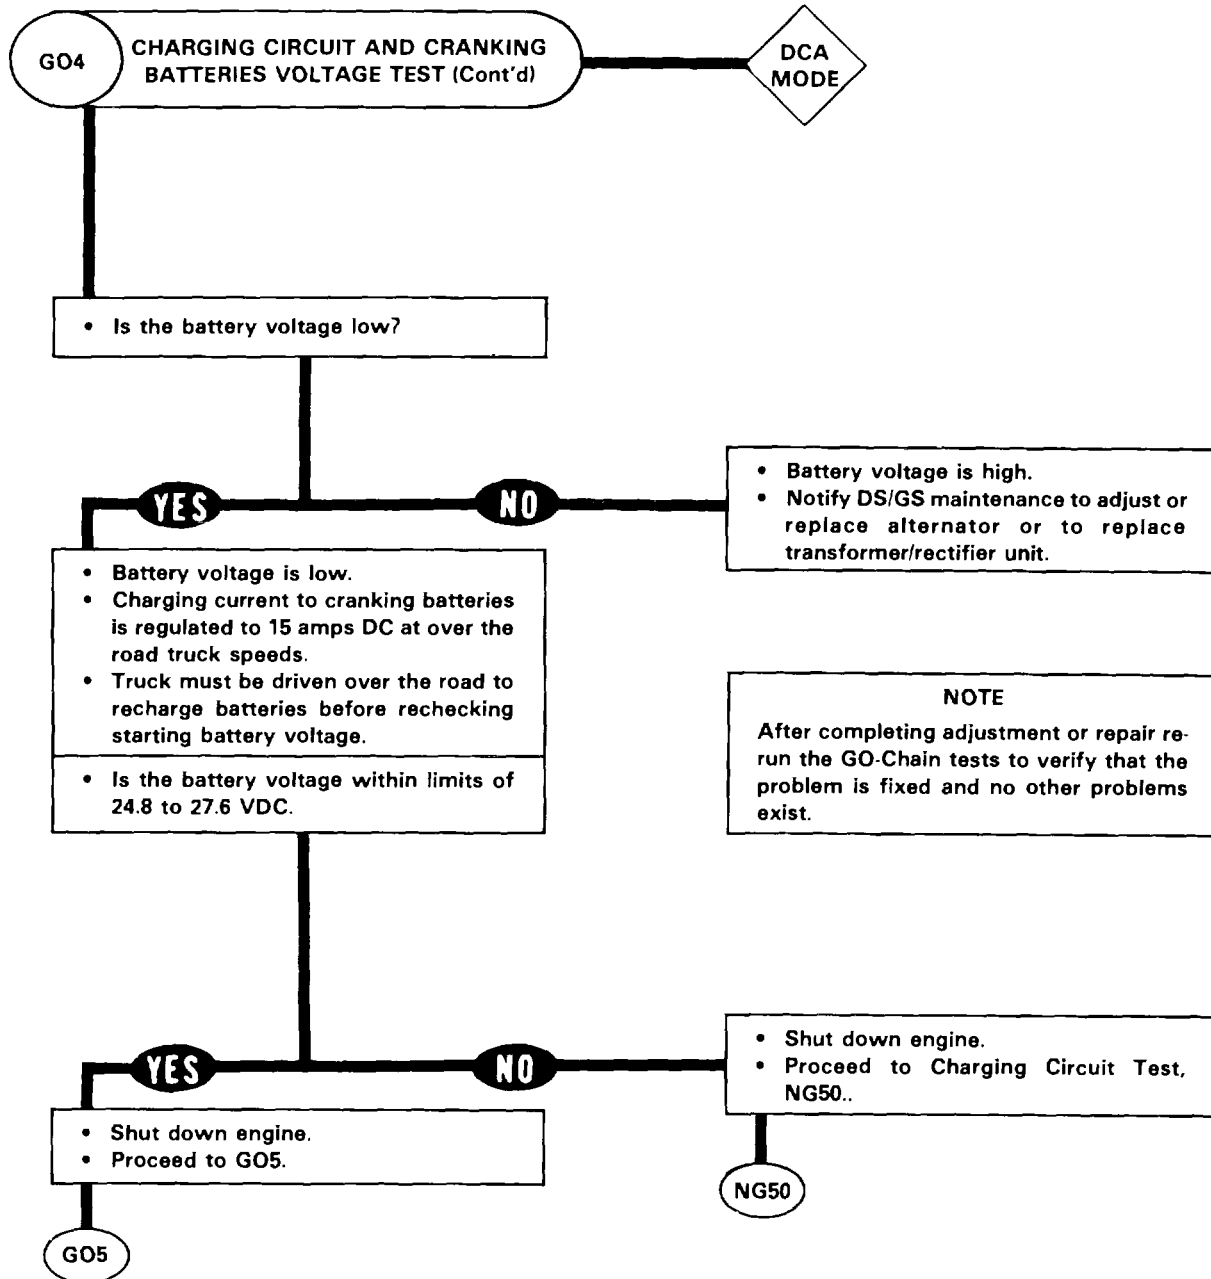 GO4
CHARGING CIRCUIT AND CRANKING
BATTERIES VOLTAGE TEST (Cont'd)
DCA
MODE
• Is the battery voltage low?
YES
NO
• Battery voltage is high.
• Notify DS/GS maintenance to adjust or
replace alternator or to replace
transformer/rectifier unit.
• Battery voltage is low.
• Charging current to cranking batteries
is regulated to 15 amps DC at over the
road truck speeds.
• Truck must be driven over the road to
recharge batteries before rechecking
starting battery voltage.
• Is the battery voltage within limits of
24.8 to 27.6 VDC.
NOTE
After completing adjustment or repair re-
run the GO-Chain tests to verify that the
problem is fixed and no other problems
exist.
YES
NO
• Shut down engine.
• Proceed to Charging Circuit Test,
NG50..
• Shut down engine.
• Proceed to GO5.
NG50
GO5